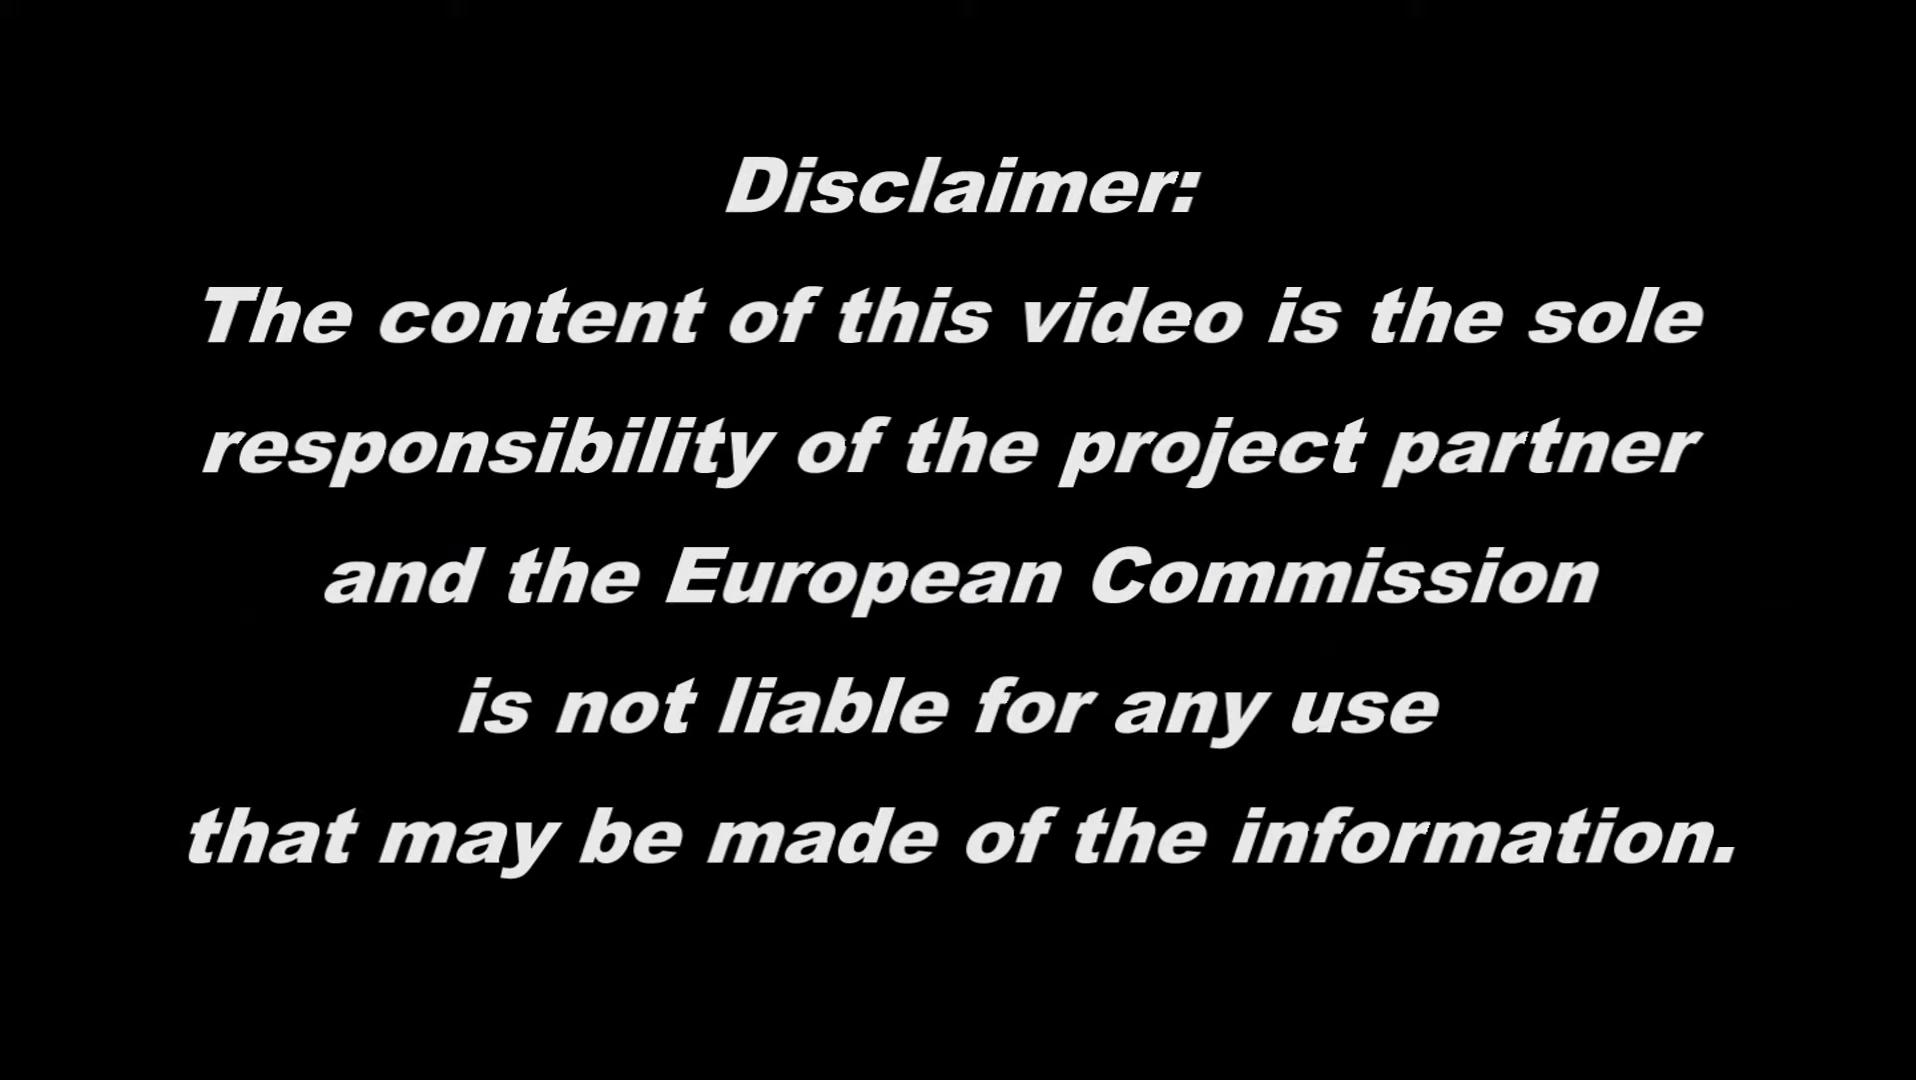 Disclaimer:
The content of this video is the sole
responsibility of the project partner
and the European Commission
is not liable for any use
that may be made of the information.